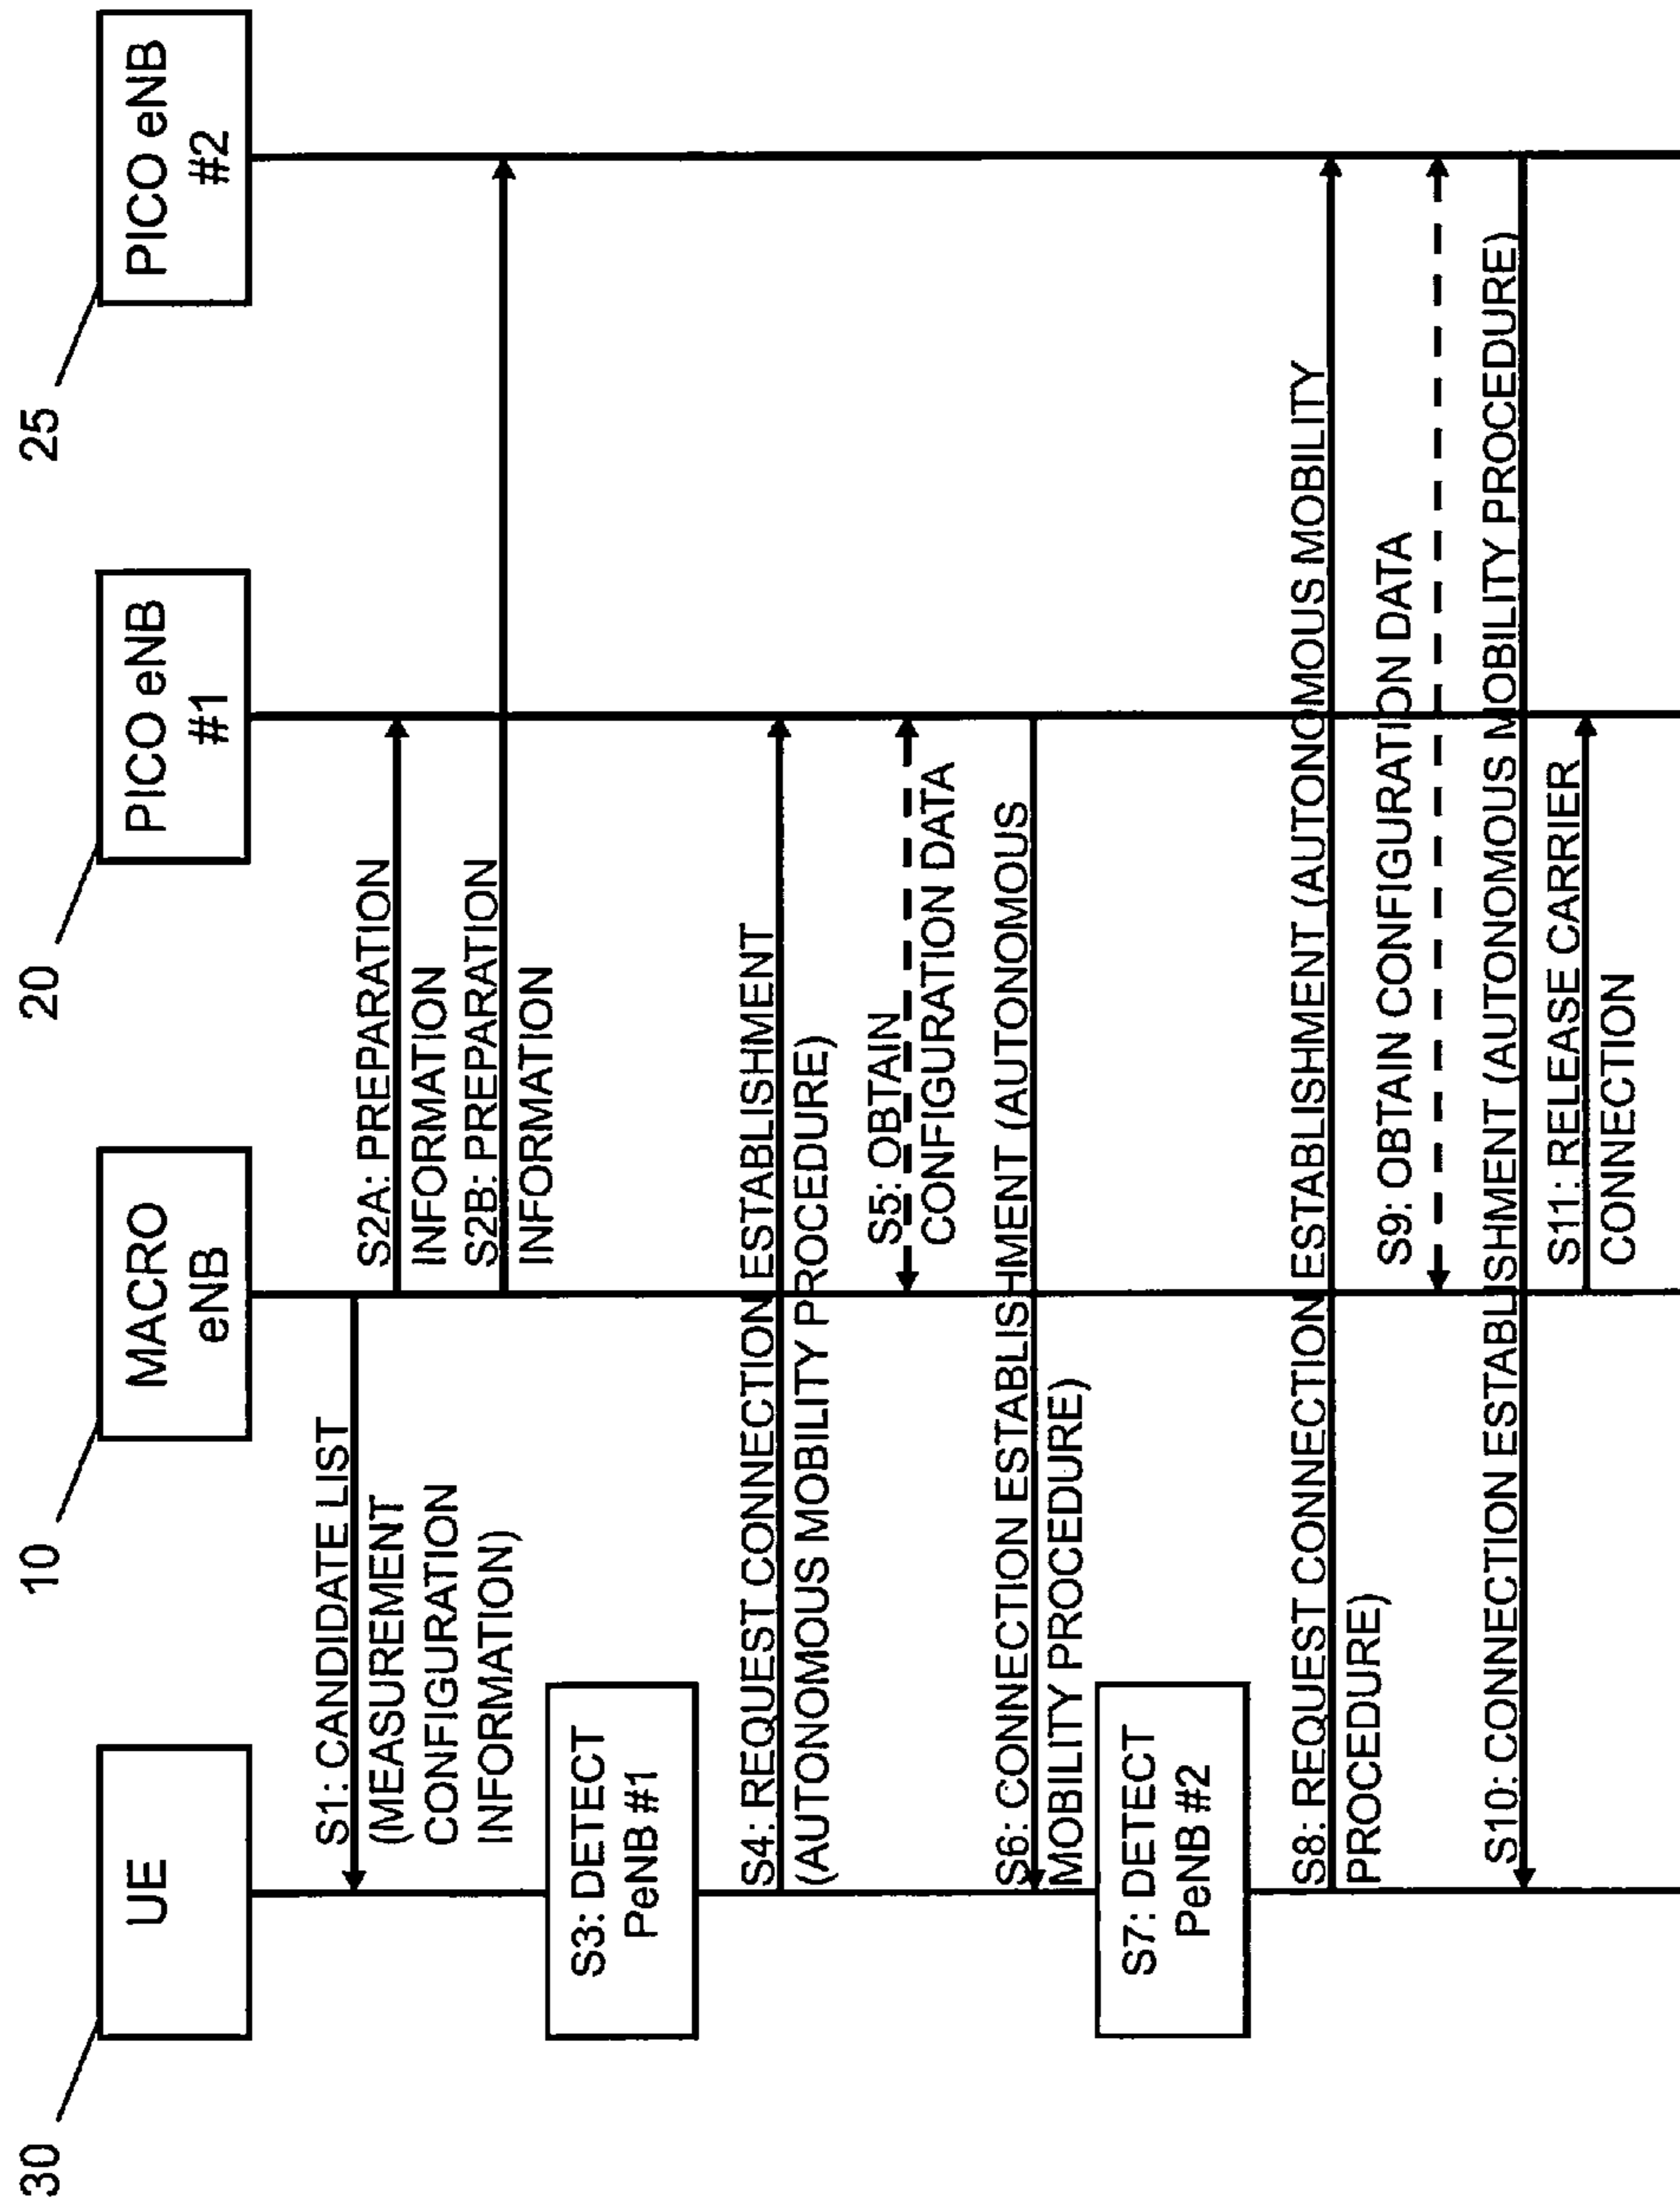 30
10
20
25
UE
MACRO
eNB
PICO eNB
#1
PICO eNB
#2
S1: CANDIDATE LIST
(MEASUREMENT
CONFIGURATION
INFORMATION)
S2A: PREPARATION
INFORMATION
S2B: PREPARATION
INFORMATION
S3: DETECT
PeNB #1
S4: REQUEST CONNECTION ESTABLISHMENT
(AUTONOMOUS MOBILITY PROCEDURE)
S5: OBTAIN
CONFIGURATION DATA
S6: CONNECTION ESTABLISHMENT (AUTONOMOUS
MOBILITY PROCEDURE)
S7: DETECT
PeNB #2
S8: REQUEST CONNECTION ESTABLISHMENT (AUTONOMOUS MOBILITY
PROCEDURE)
S9: OBTAIN CONFIGURATION DATA
S10: CONNECTION ESTABLISHMENT (AUTONOMOUS MOBILITY PROCEDURE)
S11: RELEASE CARRIER
CONNECTION